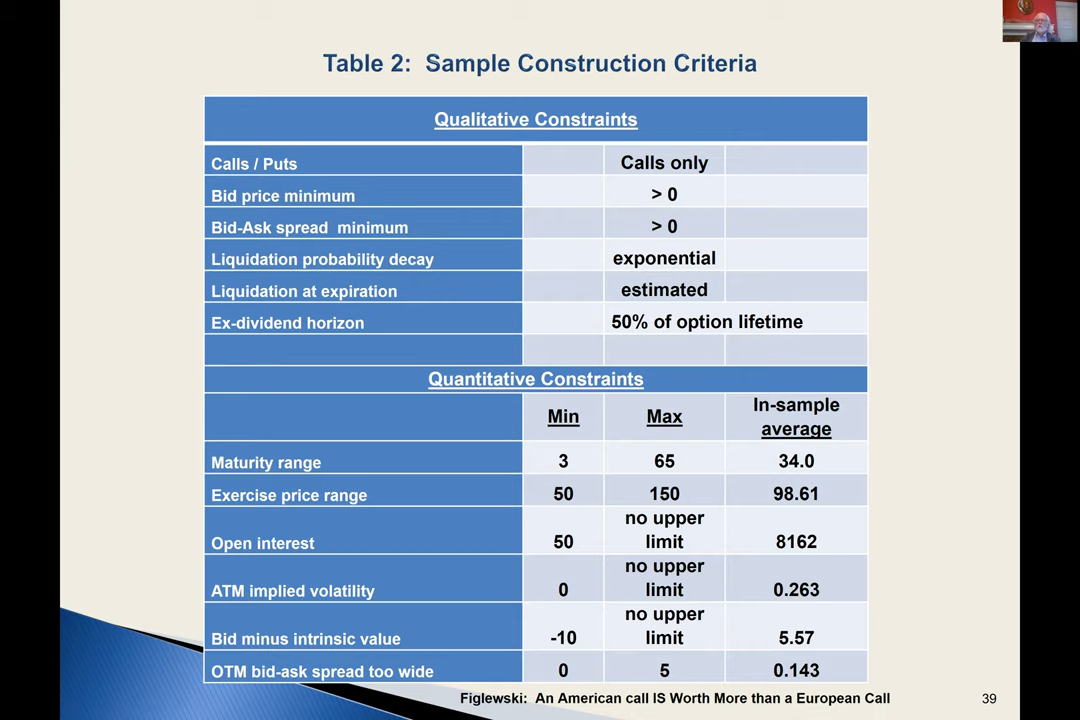 Table 2: Sample Construction Criteria
Qualitative Constraints
Calls / Puts Calls only
Bid price minimum > 0
Bid-Ask spread minimum > 0
Liquidation probability decay exponential
Liquidation at expiration estimated
Ex-dividend horizon 50% of option lifetime
Quantitative Constraints
Min Max In-sample
average
Maturity range 3 65 34.0
Exercise price range 50 150 98.61
no upper
Open interest 50 limit 8162
no upper
ATM implied volatility 0 limit 0.263
no upper
Bid minus intrinsic value -10 limit 5.57
OTM bid-ask spread too wide 0 5 0.143
Figlewski: An American call IS Worth More than a European Call 39